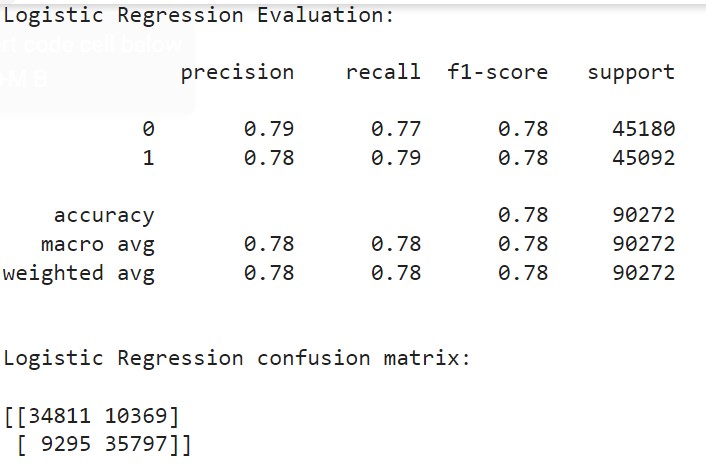 Logistic Regression Evaluation:
rt code cell below
M B
precision recall f1-score support
0 0.79 0.77 0.78 45180
1 0.78 0.79 0.78 45092
accuracy 0.78 90272
macro avg 0.78 0.78 0.78 90272
weighted avg 0.78 0.78 0.78 90272
Logistic Regression confusion matrix:
[[34811 10369]
[ 9295 35797]]